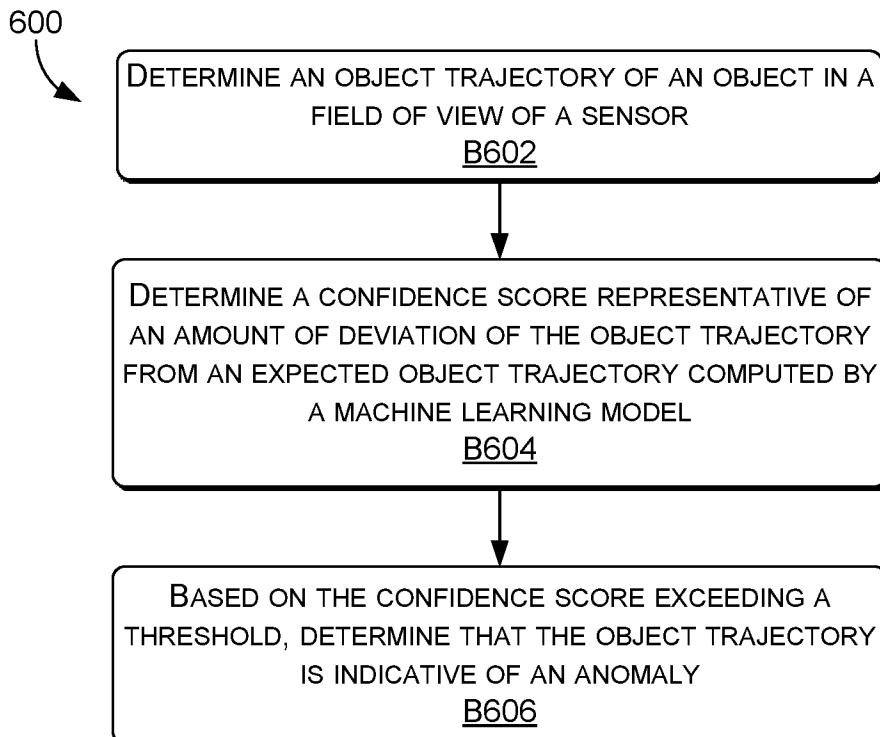 600
DETERMINE AN OBJECT TRAJECTORY OF AN OBJECT IN A
FIELD OF VIEW OF A SENSOR
B602
DETERMINE A CONFIDENCE SCORE REPRESENTATIVE OF
AN AMOUNT OF DEVIATION OF THE OBJECT TRAJECTORY
FROM AN EXPECTED OBJECT TRAJECTORY COMPUTED BY
A MACHINE LEARNING MODEL
B604
BASED ON THE CONFIDENCE SCORE EXCEEDING A
THRESHOLD, DETERMINE THAT THE OBJECT TRAJECTORY
IS INDICATIVE OF AN ANOMALY
B606